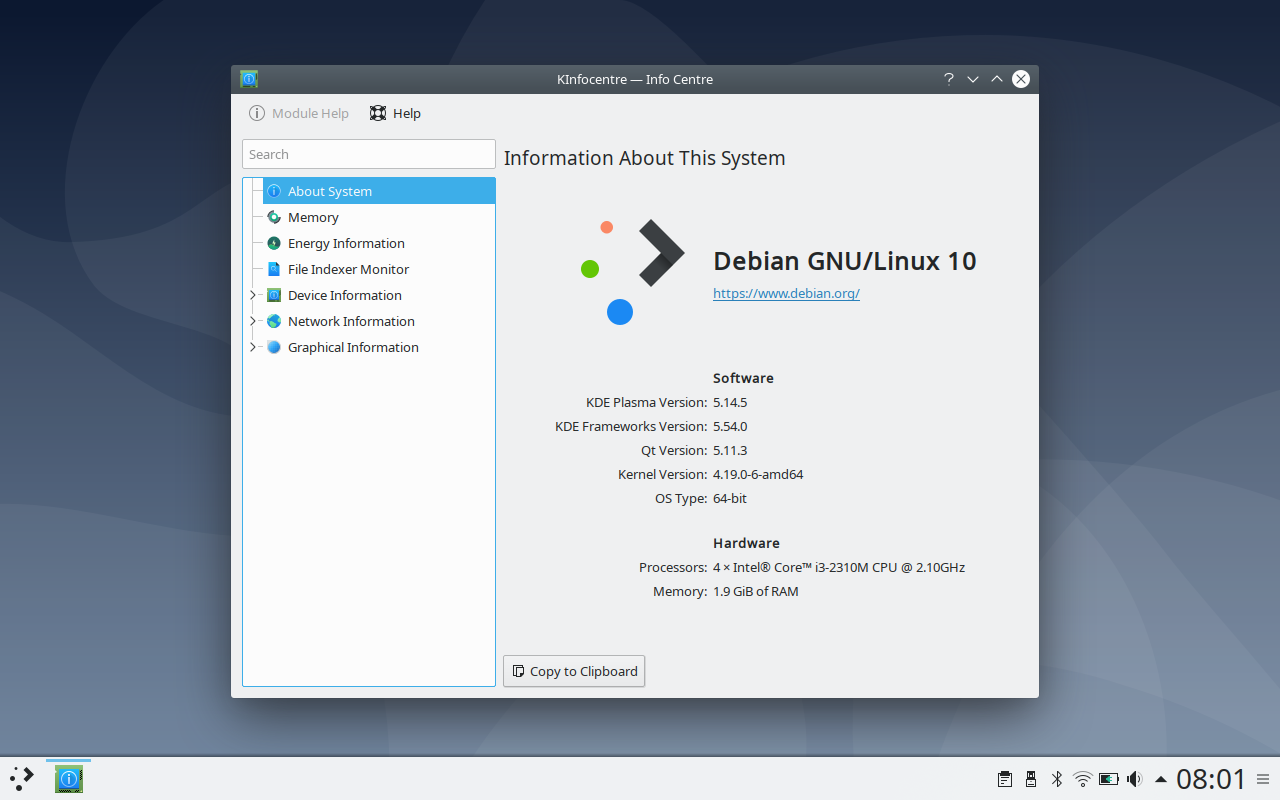 KInfocentre — Info Centre
Module Help Help
Search
About System
Memory
Energy Information
File Indexer Monitor
Device Information
Network Information
Graphical Information
Information About This System
Debian GNU/Linux 10
https://www.debian.org/
Software
KDE Plasma Version: 5.14.5
KDE Frameworks Version: 5.54.0
Qt Version: 5.11.3
Kernel Version: 4.19.0-6-amd64
OS Type: 64-bit
Hardware
Processors: 4 × Intel® Core™ i3-2310M CPU @ 2.10GHz
Memory: 1.9 GiB of RAM
Copy to Clipboard
08:01